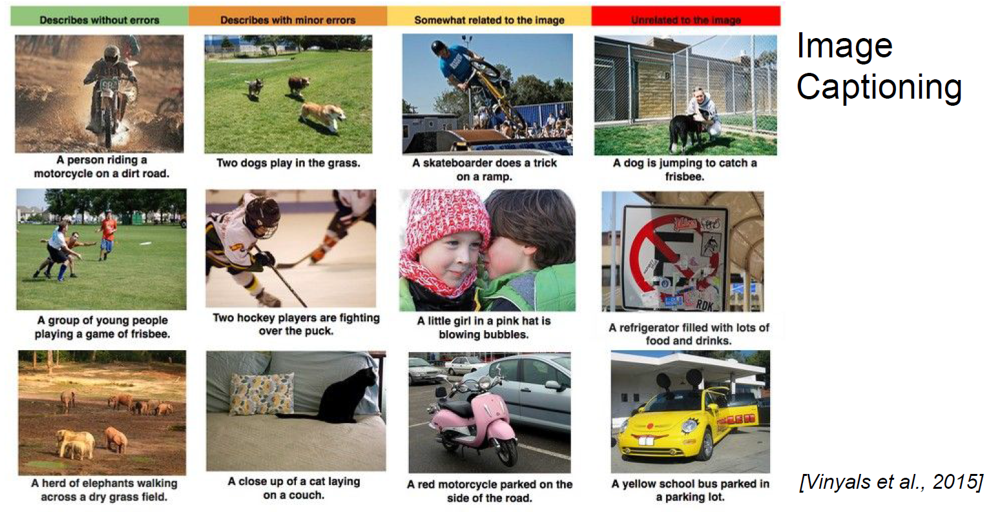 Describes without errors
Describes with minor errors
Somewhat related to the image
Unrelated to the image
Image
Captioning
A person riding a
motorcycle on a dirt road.
Two dogs play in the grass.
A skateboarder does a trick
on a ramp.
A dog is jumping to catch a
frisbee.
A group of young people
playing a game of frisbee.
Two hockey players are fighting
over the puck.
A little girl in a pink hat is
blowing bubbles.
RDK
A refrigerator filled with lots of
food and drinks.
A herd of elephants walking
across a dry grass field.
A close up of a cat laying
on a couch.
A red motorcycle parked on the
side of the road.
A yellow school bus parked in
a parking lot.
[Vinyals et al., 2015]